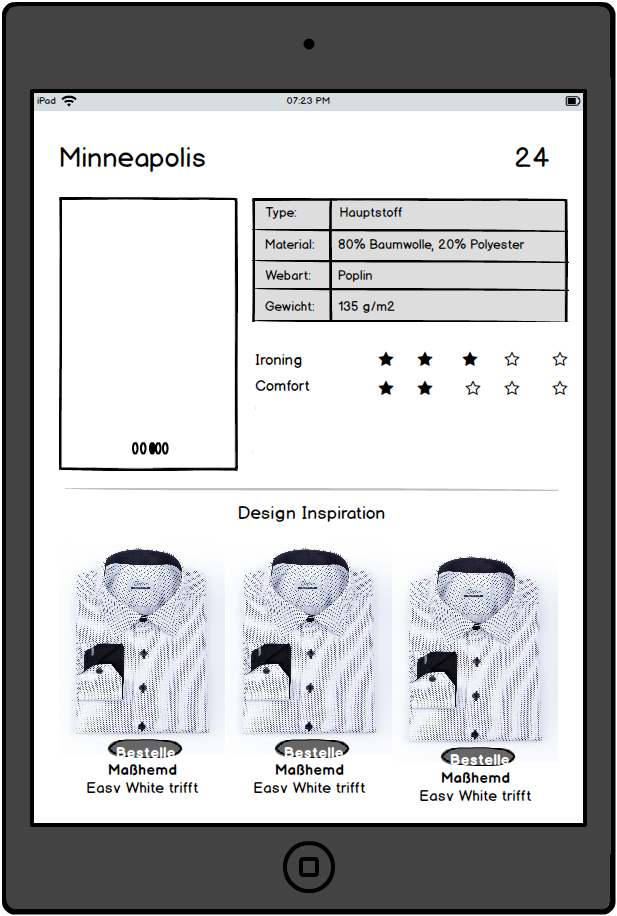 iPad 07:23 PM
Minneapolis 24
Type: Hauptstoff
Material: 80% Baumwolle, 20% Polyester
Webart: Poplin
Gewicht: 135 g/m2
Ironing
Comfort
Design Inspiration
Bestelle Bestelle Bestelle
Maßhemd Maßhemd Maßhemd
Easy White trifft Easy White trifft Easy White trifft